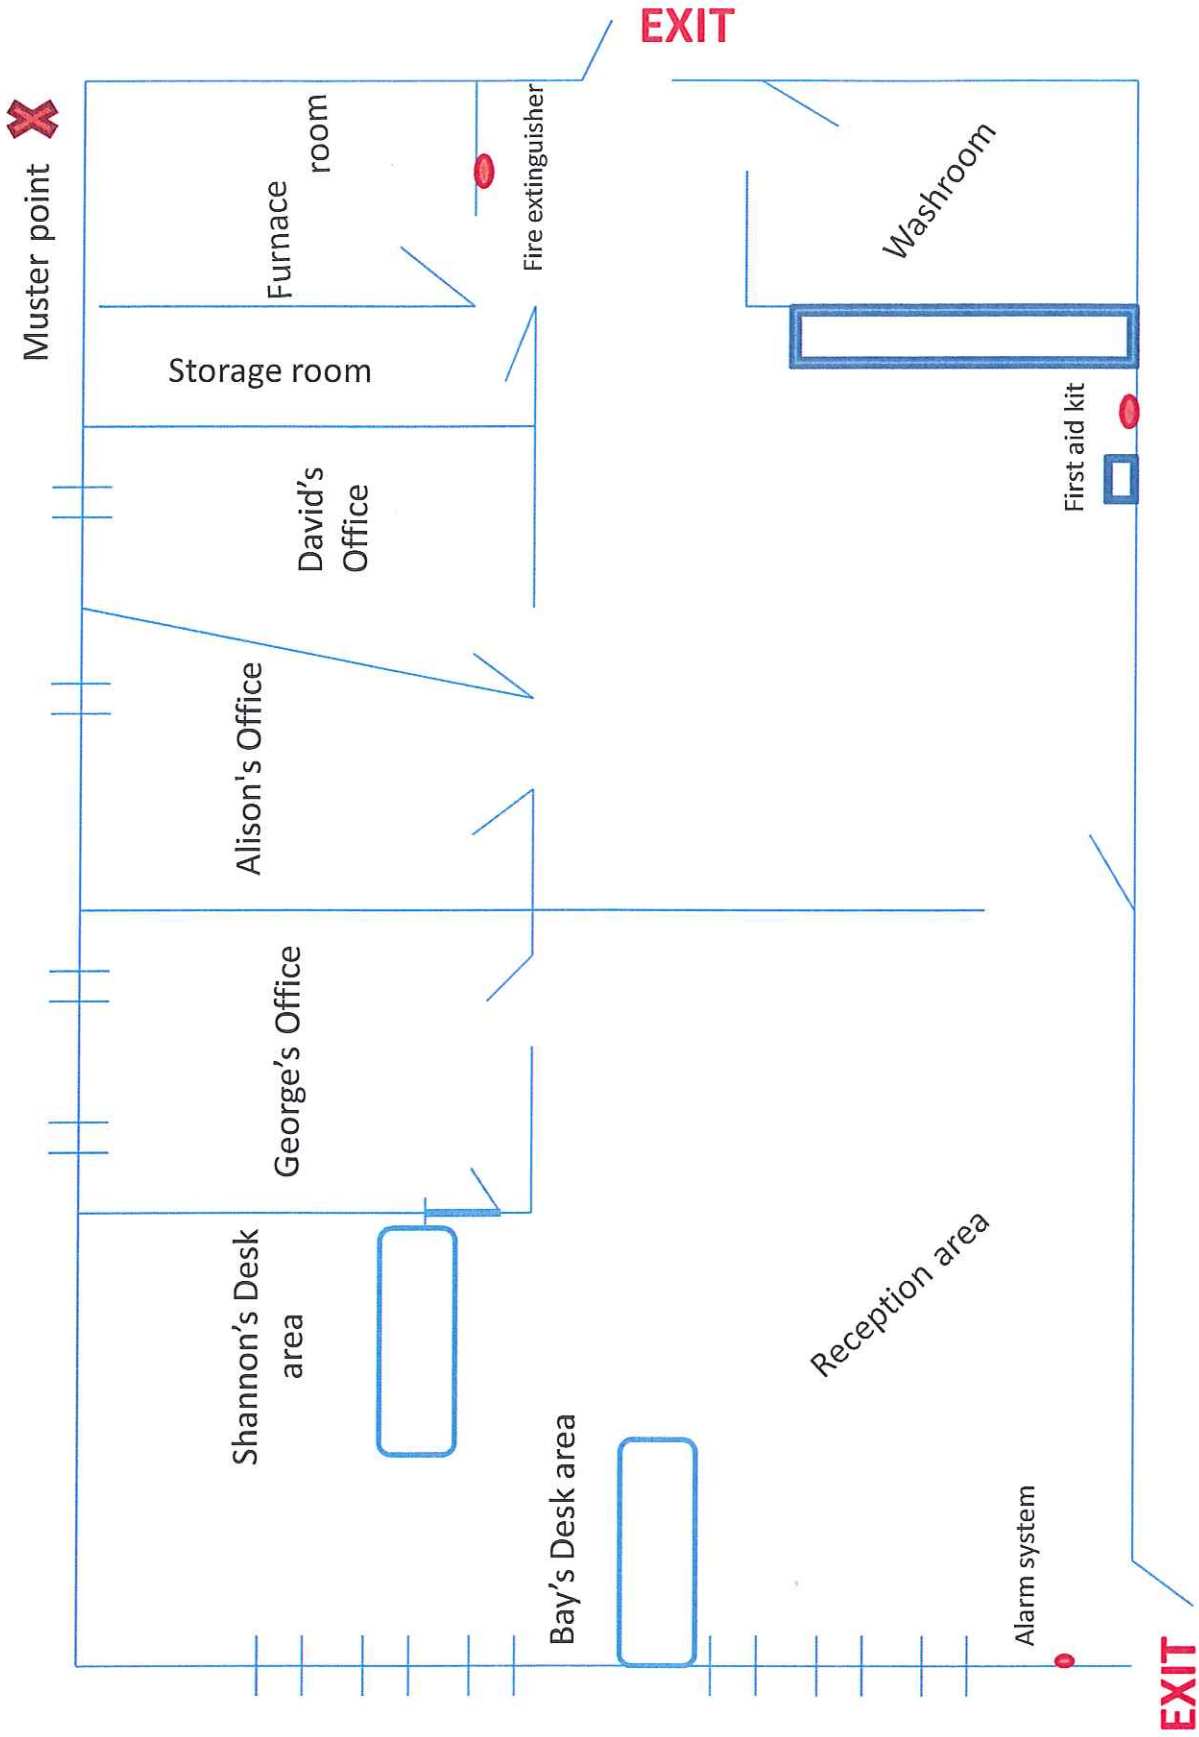 EXIT
Muster point
Furnace
room
Fire extinguisher
Washroom
Storage room
David's
Office
First aid kit
Alison's Office
George's Office
Shannon's Desk
area
Reception area
Bay's Desk area
Alarm system
EXIT